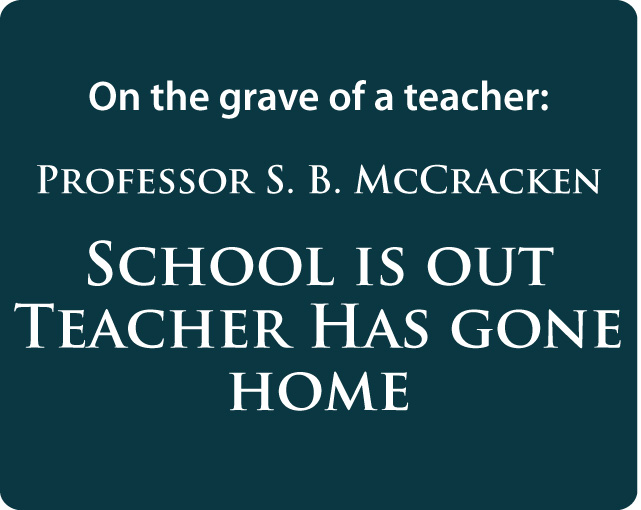 On the grave of a teacher:
Professor S. B. McCracken
School is out
Teacher Has gone
home